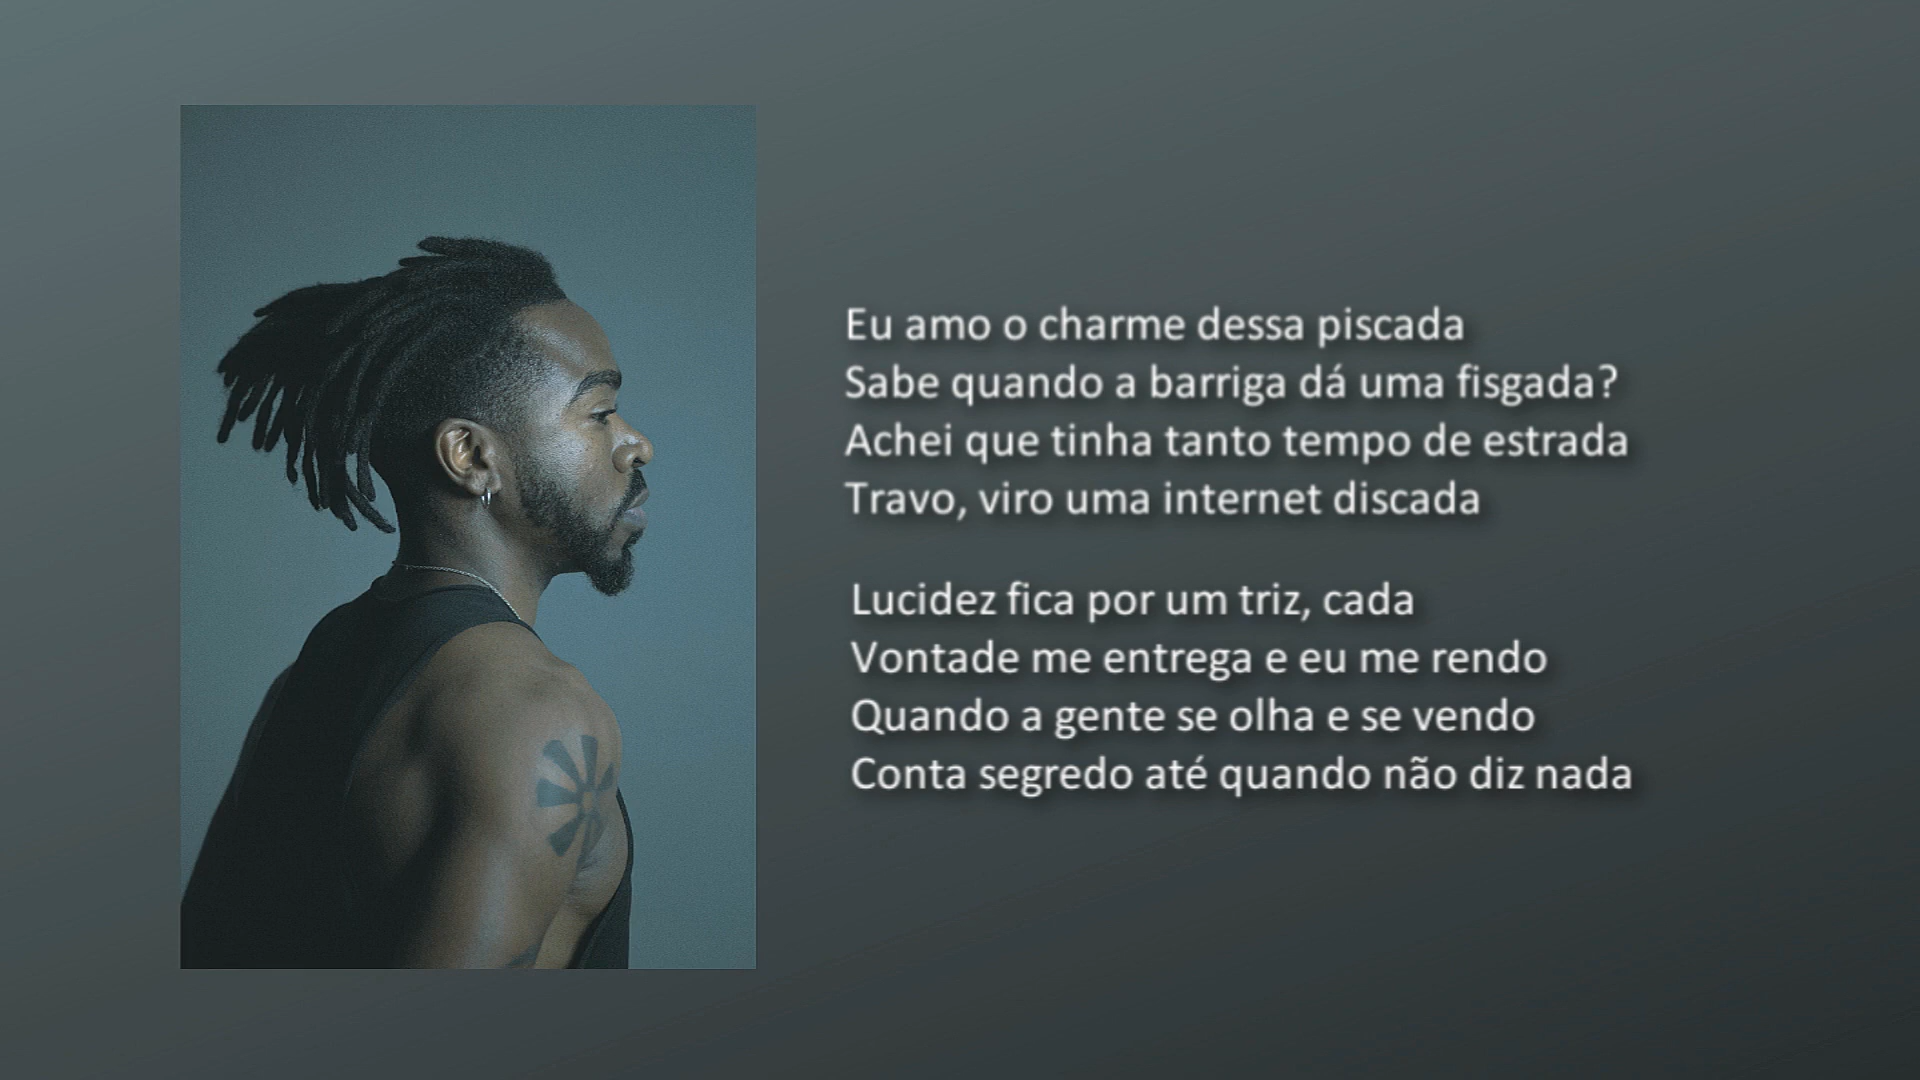 Eu amo o charme dessa piscada
Sabe quando a barriga dá uma fisgada?
Achei que tinha tanto tempo de estrada
Travo, viro uma internet discada
Lucidez fica por um triz, cada
Vontade me entrega e eu me rendo
Quando a gente se olha e se vendo
Conta segredo até quando não diz nada